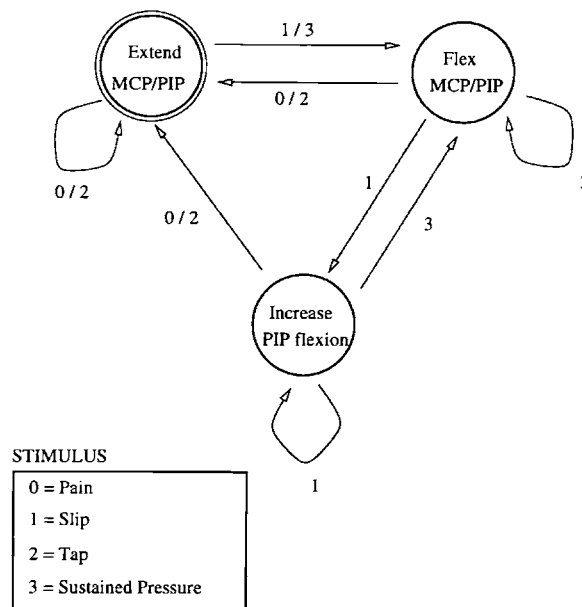 1 / 3
Extend
MCP/PIP
Flex
MCP/PIP
0 / 2
0 / 2
0 / 2
1
3
Increase
PIP flexion
1
STIMULUS
0 = Pain
1 = Slip
2 = Tap
3 = Sustained Pressure